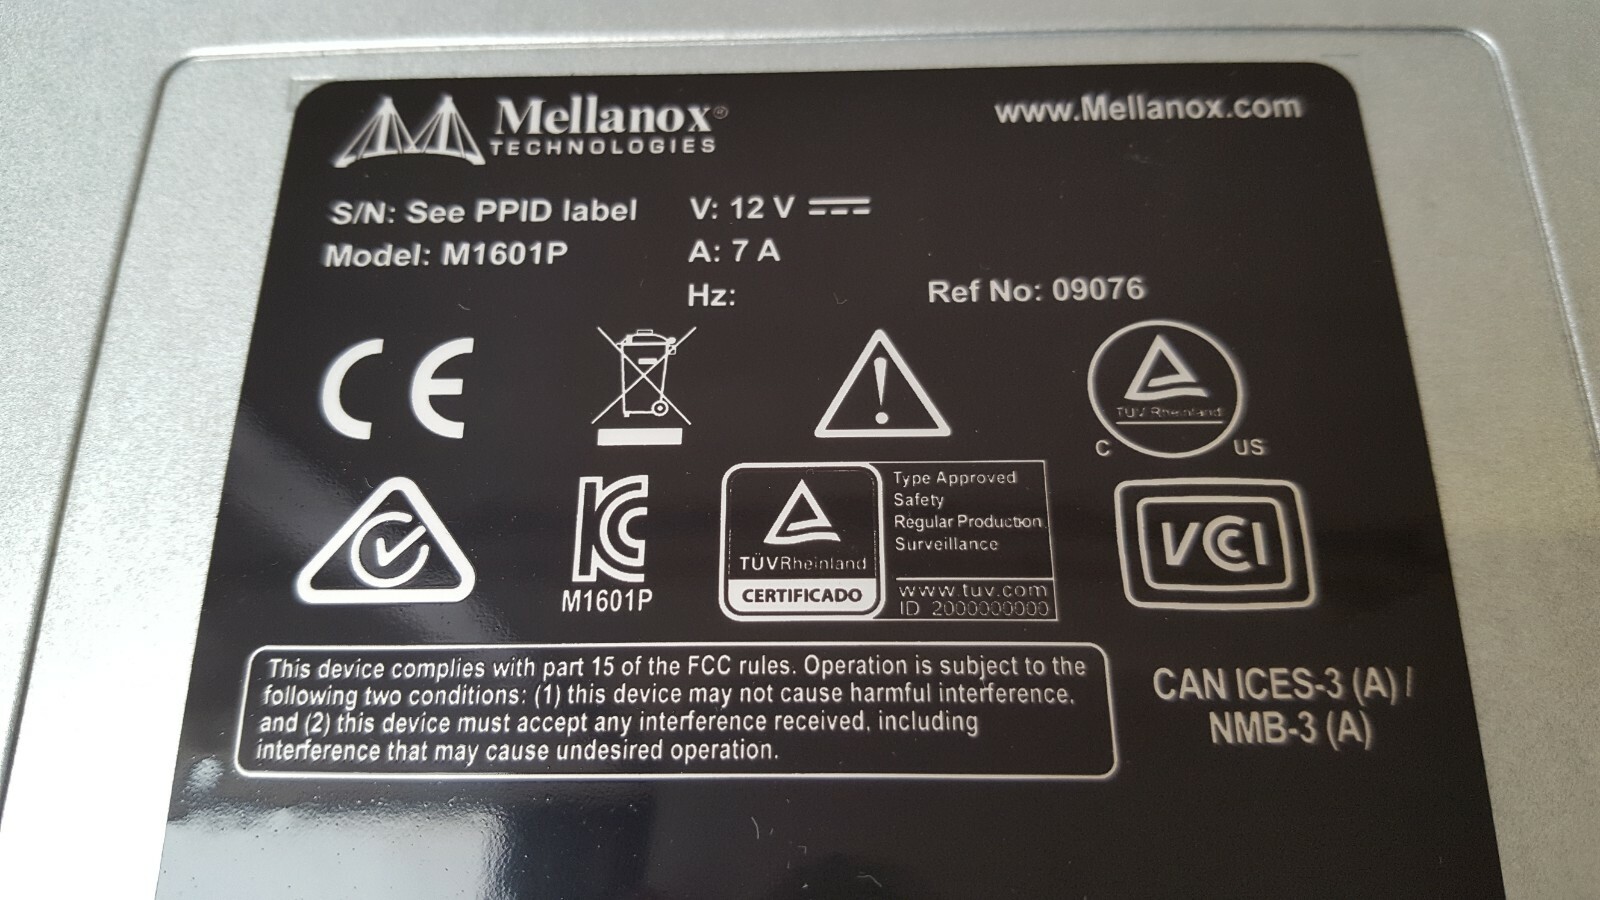 Mellanox®
TECHNOLOGIES
www.Mellanox.com
S/N: See PPID label
V: 12 V
Model: M1601P
A: 7 A
Hz:
Ref No: 09076
CE
TÜV Rheinland
C US
KC
M1601P
TÜVRheinland
CERTIFICADO
Type Approved
Safety
Regular Production
Surveillance
www.tuv.com
ID 2000000000
VCCI
This device complies with part 15 of the FCC rules. Operation is subject to the
following two conditions: (1) this device may not cause harmful interference,
and (2) this device must accept any interference received, including
interference that may cause undesired operation.
CAN ICES-3 (A) /
NMB-3 (A)